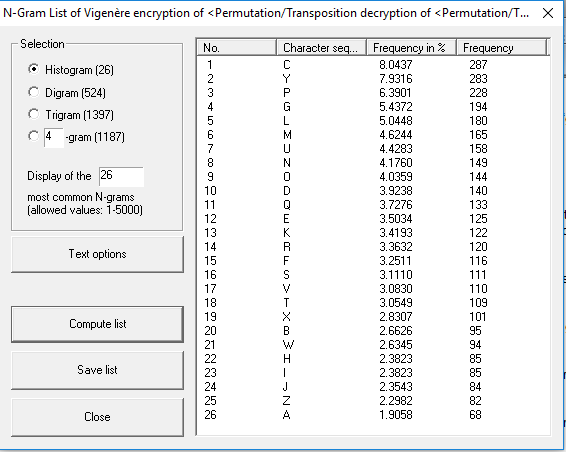 N-Gram List of Vigenère encryption of <Permutation/Transposition decryption of <Permutation/T...
Selection
Histogram (26)
Digram (524)
Trigram (1397)
4 -gram (1187)
Display of the 26
most common N-grams
(allowed values: 1-5000)
Text options
Compute list
Save list
Close
No. Character seq... Frequency in % Frequency
1 C 8.0437 287
2 Y 7.9316 283
3 P 6.3901 228
4 G 5.4372 194
5 L 5.0448 180
6 M 4.6244 165
7 U 4.4283 158
8 N 4.1760 149
9 O 4.0359 144
10 D 3.9238 140
11 Q 3.7276 133
12 E 3.5034 125
13 K 3.4193 122
14 R 3.3632 120
15 F 3.2511 116
16 S 3.1110 111
17 V 3.0830 110
18 T 3.0549 109
19 X 2.8307 101
20 B 2.6626 95
21 W 2.6345 94
22 H 2.3823 85
23 I 2.3823 85
24 J 2.3543 84
25 Z 2.2982 82
26 A 1.9058 68